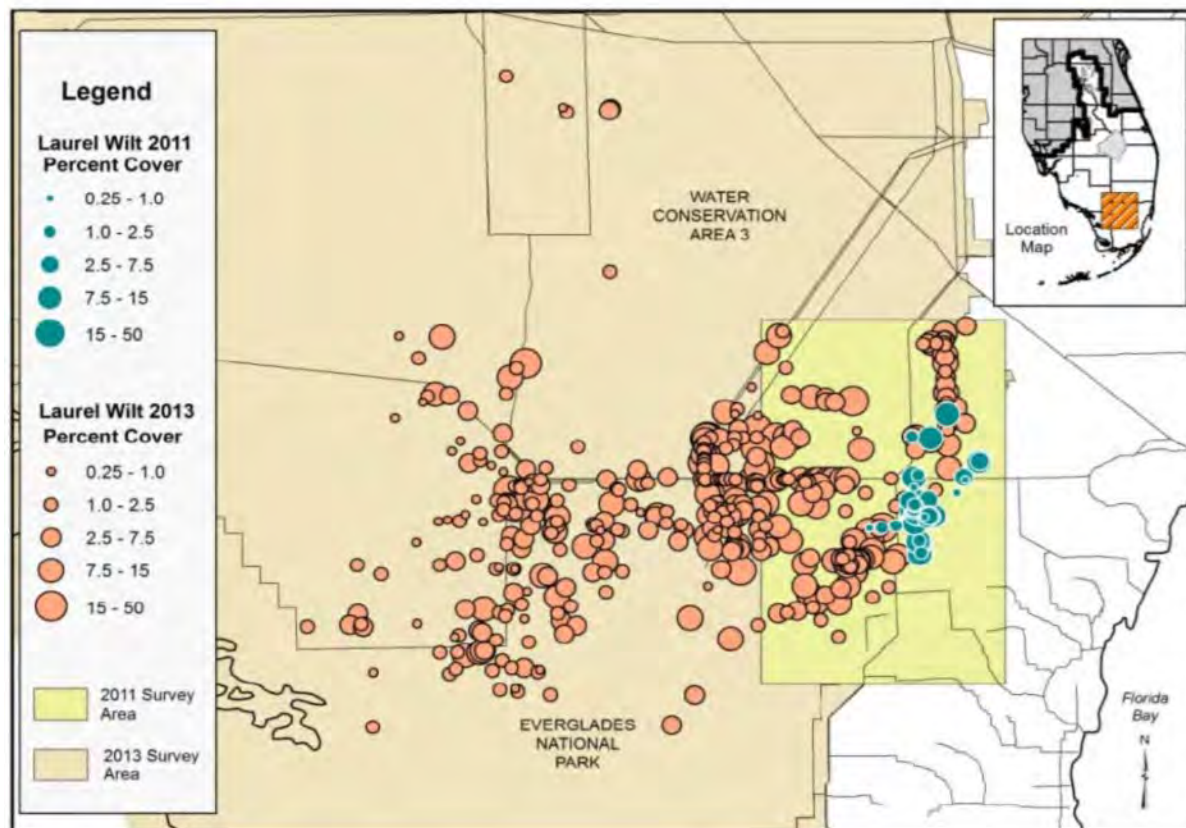 Legend
Laurel Wilt 2011
Percent Cover
0.25 - 1.0
1.0 - 2.5
2.5 - 7.5
7.5 - 15
15 - 50
Laurel Wilt 2013
Percent Cover
0.25 - 1.0
1.0 - 2.5
2.5 - 7.5
7.5 - 15
15 - 50
2011 Survey
Area
2013 Survey
Area
WATER
CONSERVATION
AREA 3
EVERGLADES
NATIONAL
PARK
Location
Map
Florida
Bay
N